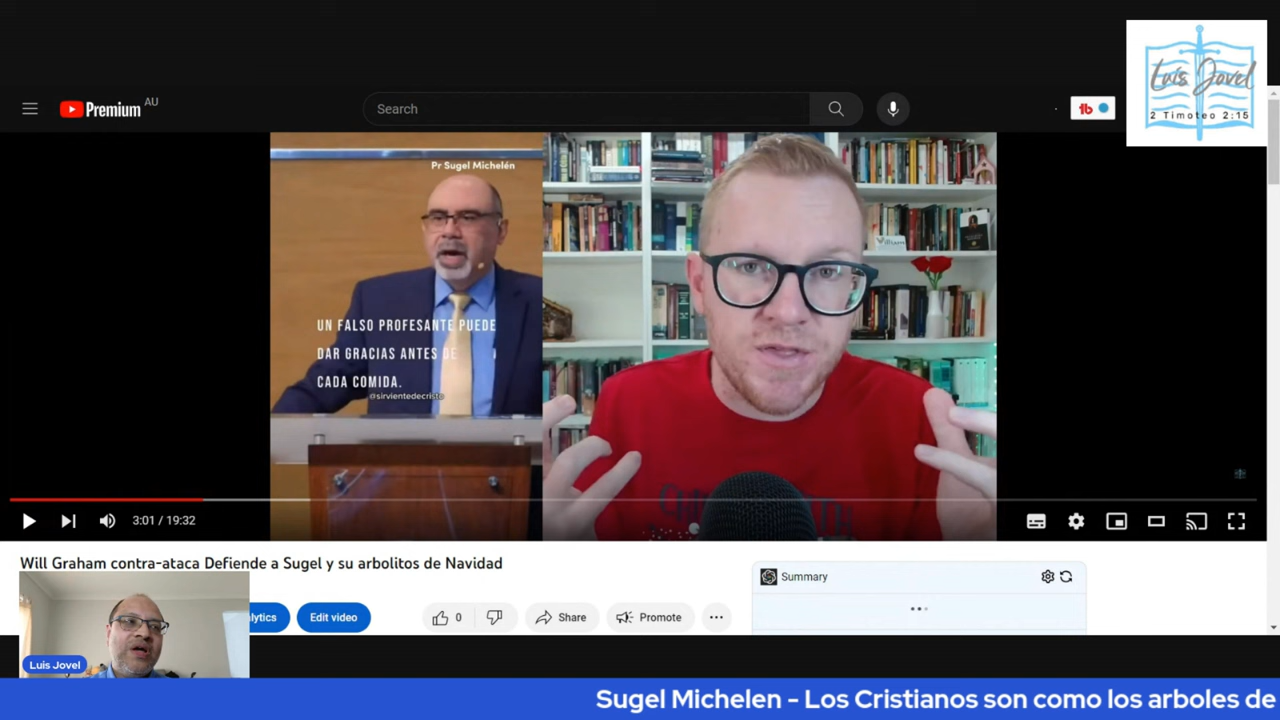 Premium AU
Search
Luis Jovel
2 Timoteo 2:15
Pr Sugel Michelén
William
UN FALSO PROFESANTE PUEDE
DAR GRACIAS ANTES DE
CADA COMIDA.
@sirvientedecristo
3:01 / 19:32
Will Graham contra-ataca Defiende a Sugel y su arbolitos de Navidad
Summary
lytics
Edit video
0
Share
Promote
Luis Jovel
Sugel Michelen - Los Cristianos son como los arboles de